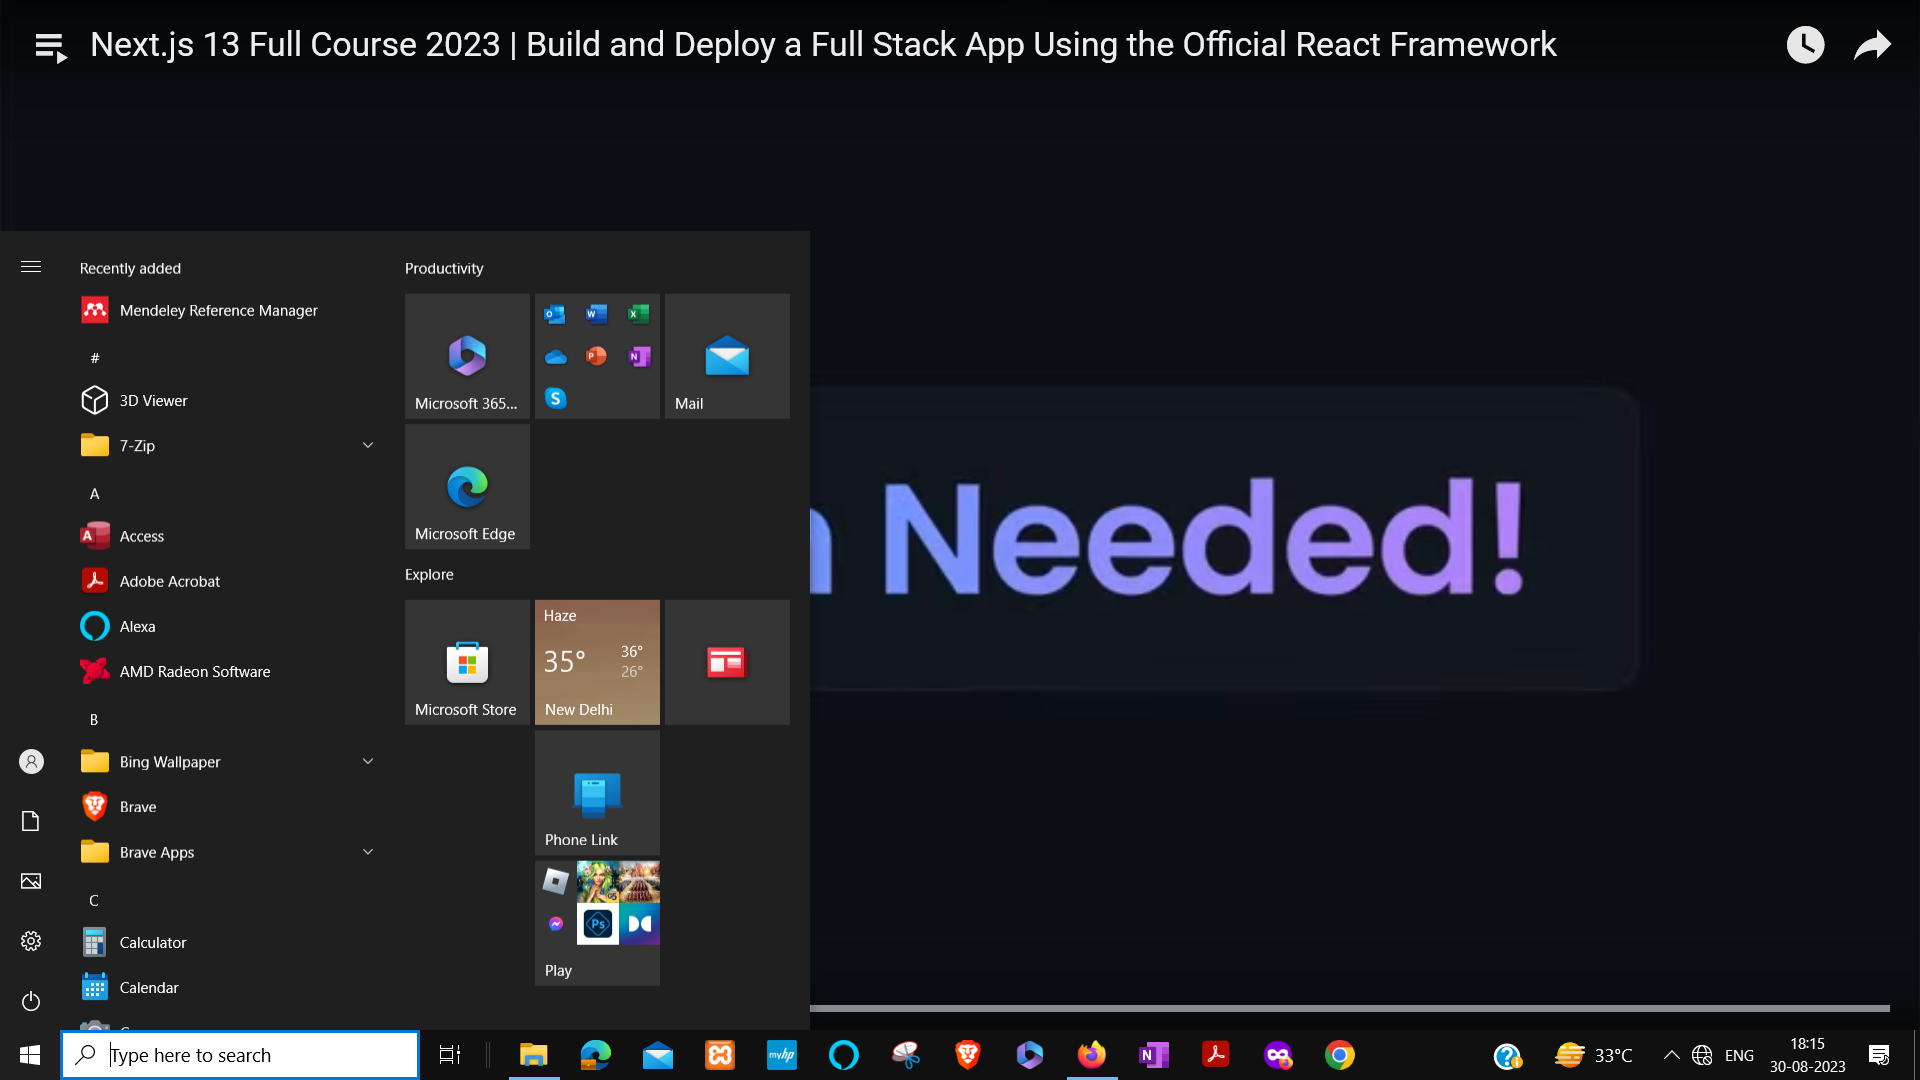 Next.js 13 Full Course 2023 | Build and Deploy a Full Stack App Using the Official React Framework
Needed!
Recently added
Mendeley Reference Manager
#
3D Viewer
7-Zip
A
Access
Adobe Acrobat
Alexa
AMD Radeon Software
B
Bing Wallpaper
Brave
Brave Apps
C
Calculator
Calendar
Productivity
Microsoft 365...
Mail
Microsoft Edge
Explore
Microsoft Store
Haze
35°
36°
26°
New Delhi
Phone Link
Play
Type here to search
33°C
ENG
18:15
30-08-2023